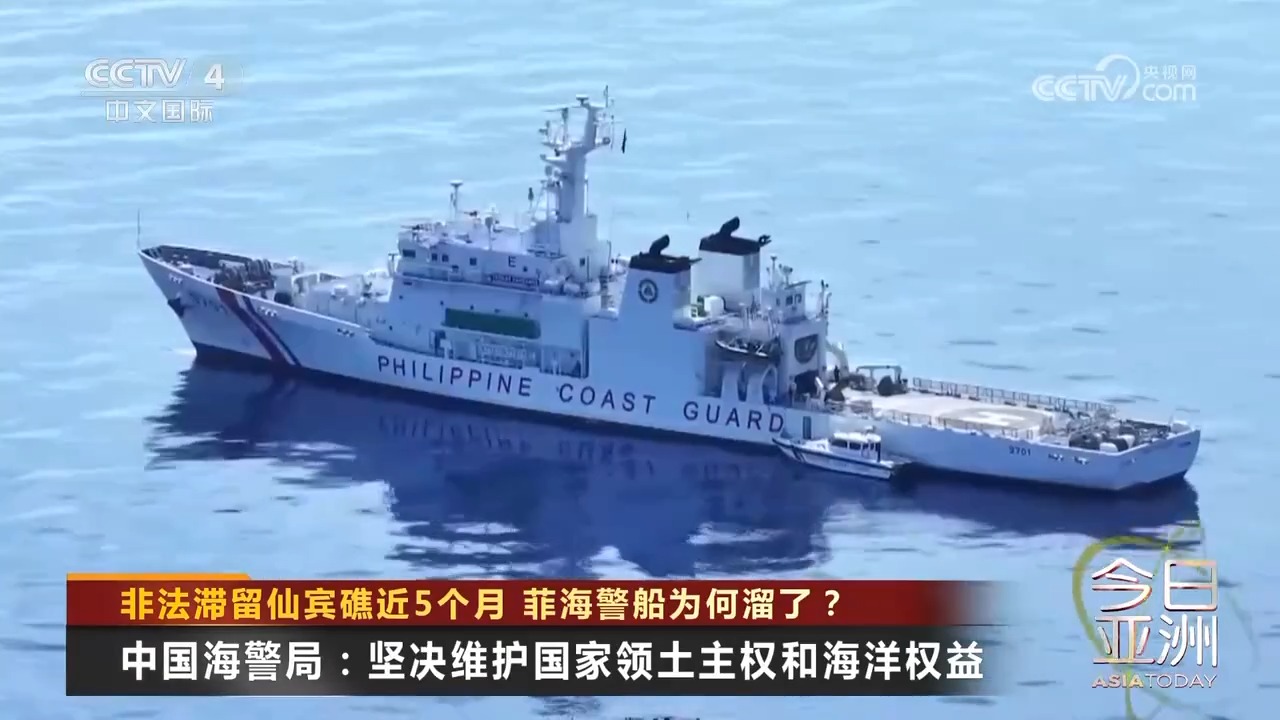 CCTV 4
中文国际
CCTV.com 央视网
E
PHILIPPINE COAST GUARD
9701
非法滞留仙宾礁近5个月 菲海警船为何溜了？
中国海警局：坚决维护国家领土主权和海洋权益
今日
亚洲
ASIA TODAY